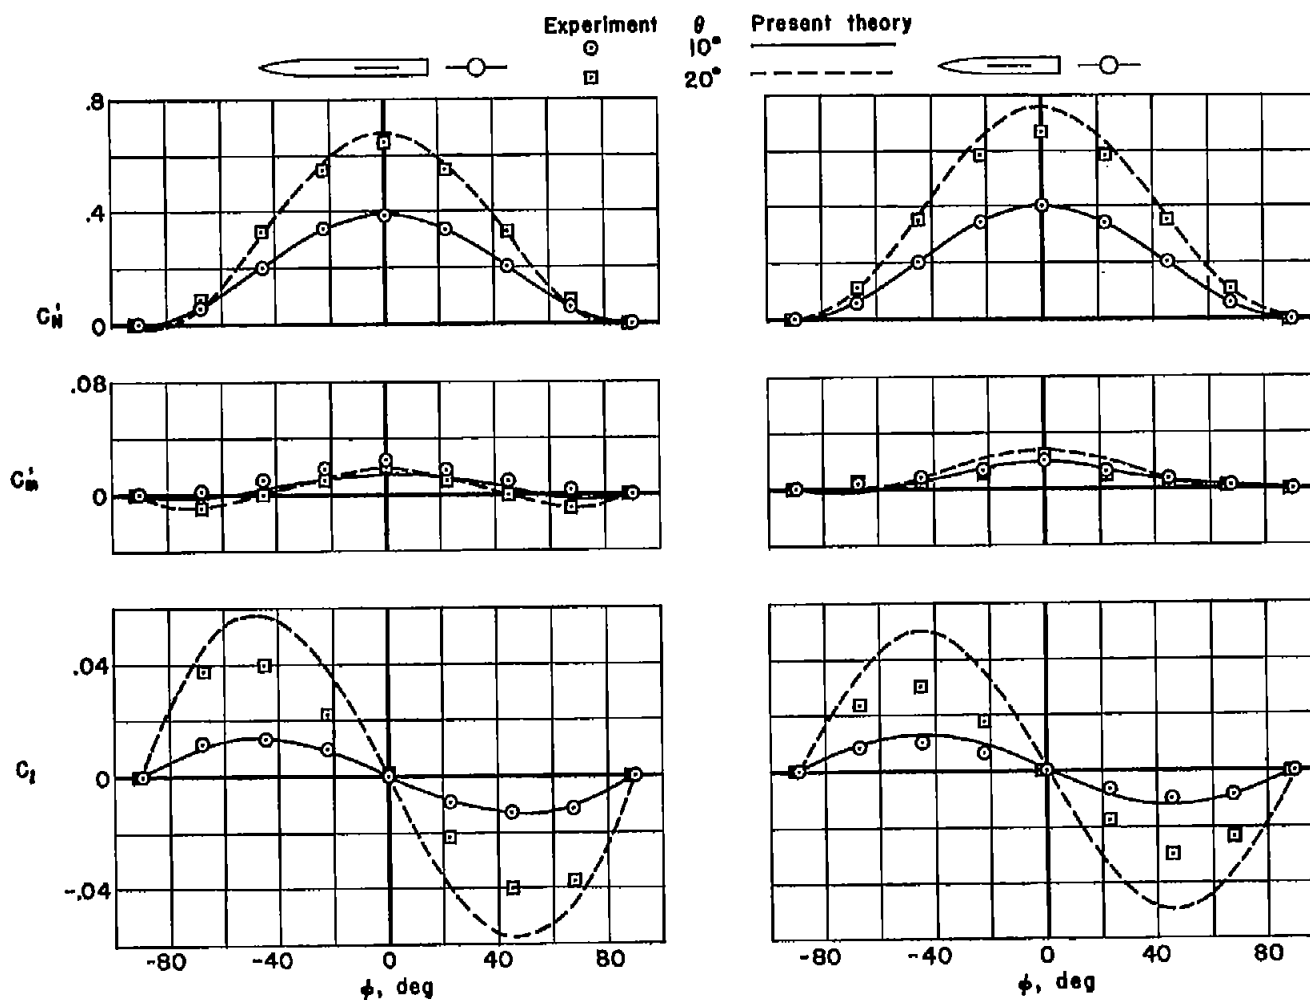 Experiment θ Present theory
10°
20°
.8
.4
C'N 0
.08
C'm 0
.04
Cl 0
-.04
-80 -40 0 40 80 -80 -40 0 40 80
ϕ, deg ϕ, deg